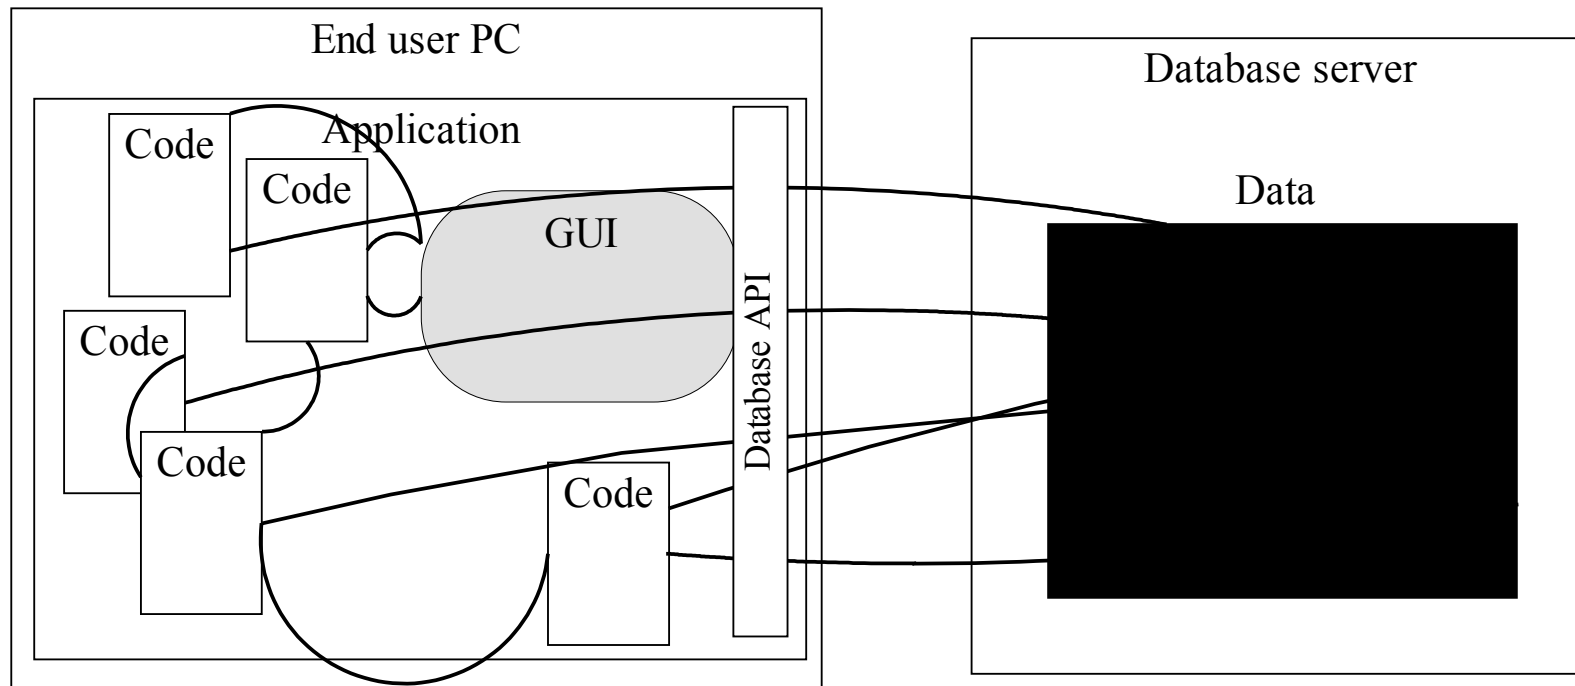 End user PC
Database server
Application
Code
Code
Data
GUI
Database API
Code
Code
Code